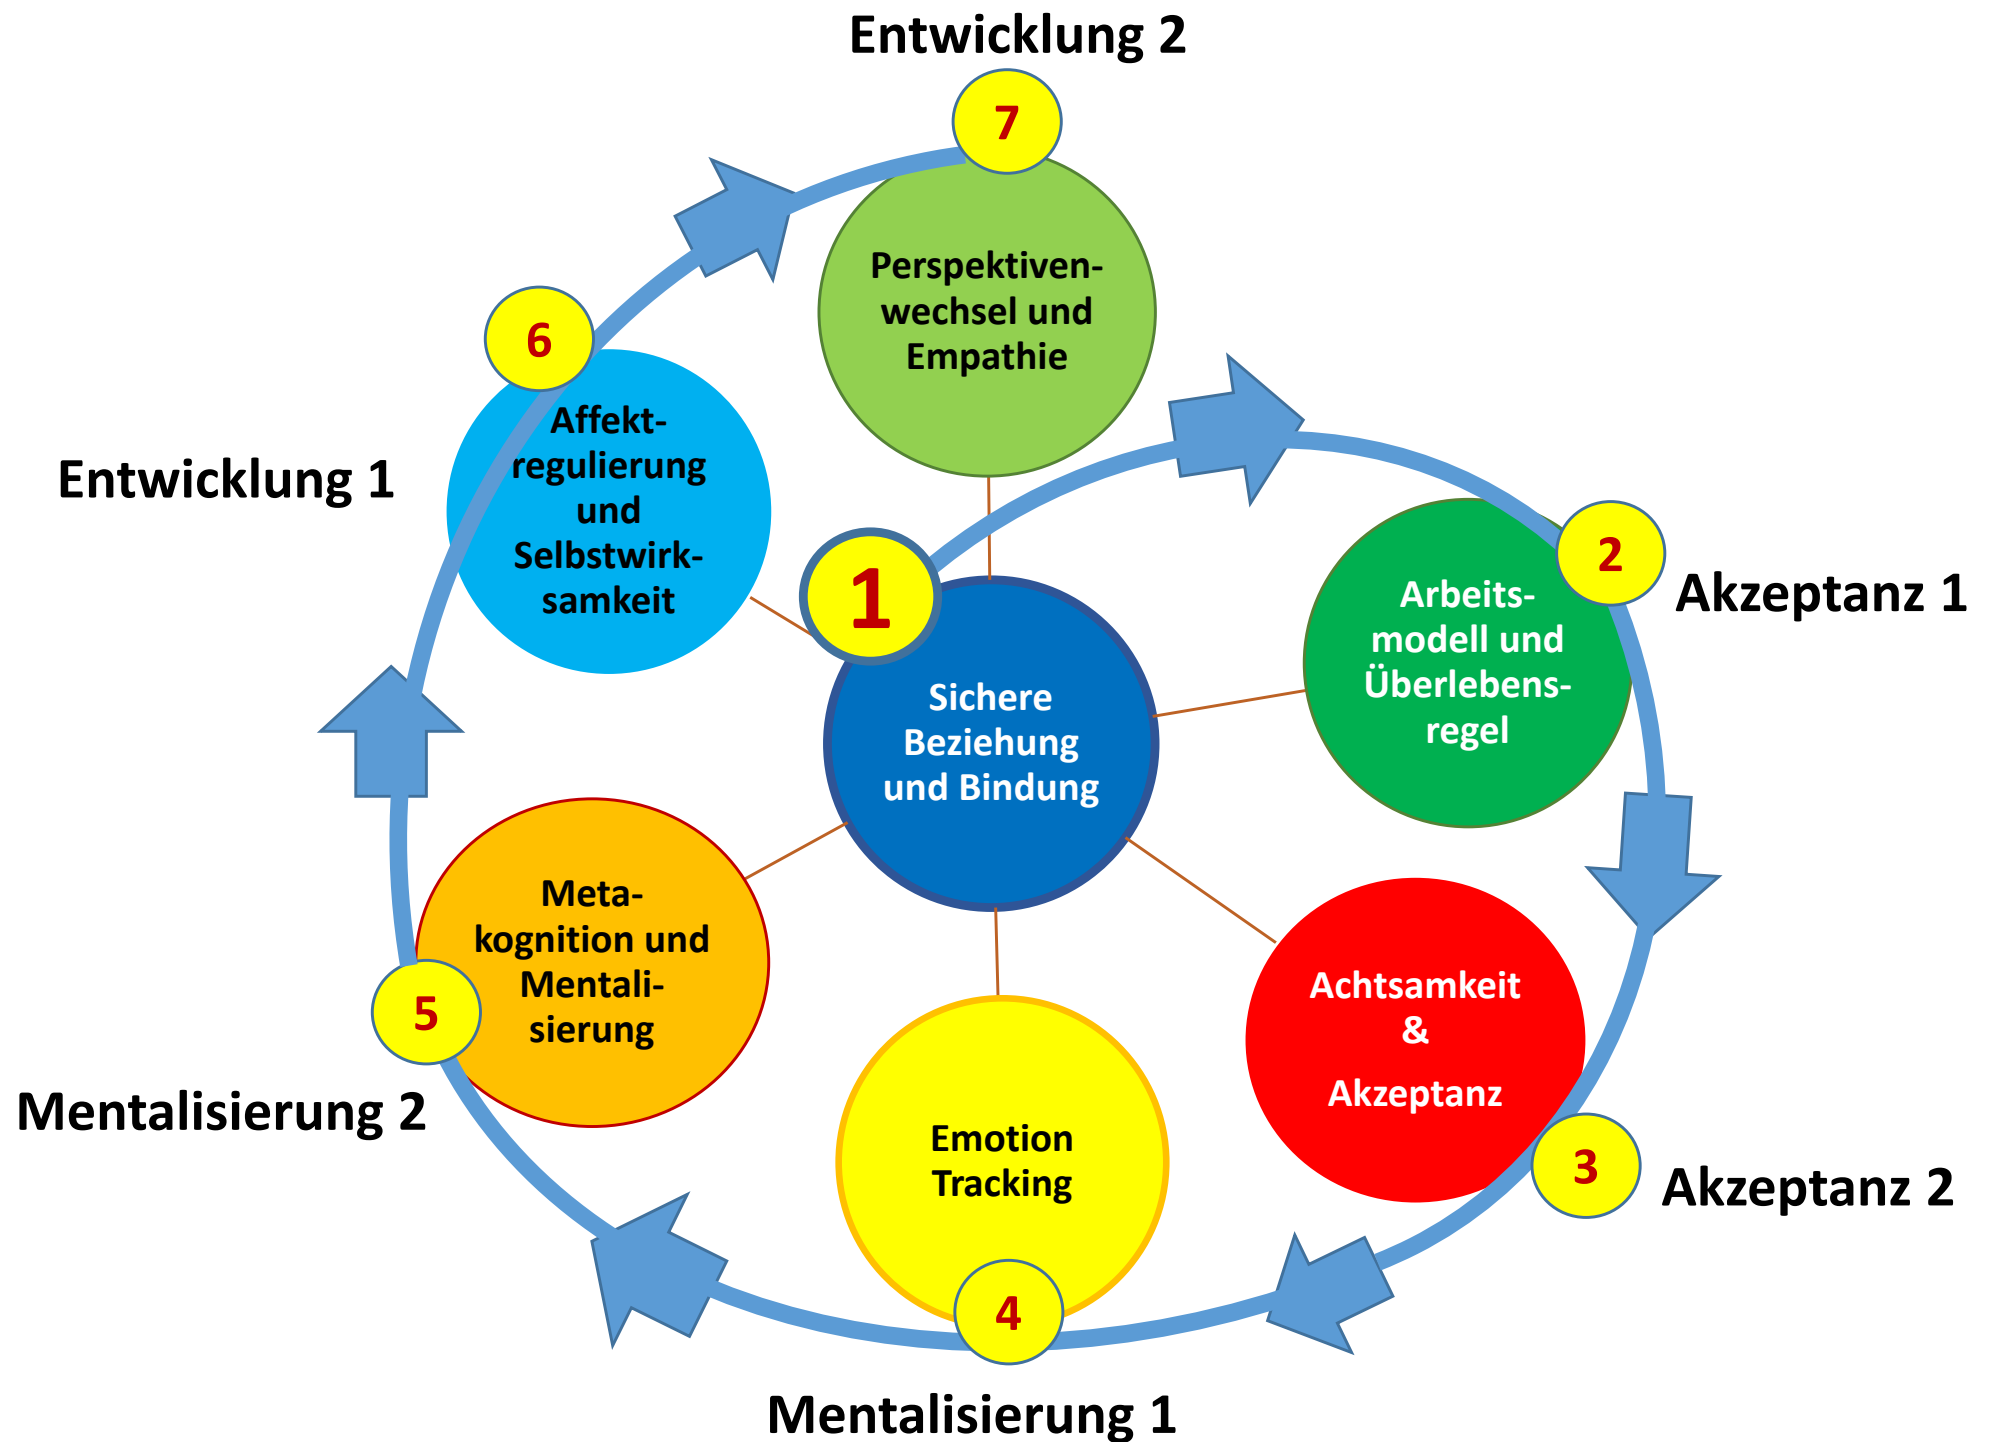 Entwicklung 2
7
Perspektiven-
wechsel und
Empathie
6
Affekt-
regulierung
und
Selbstwirk-
samkeit
Entwicklung 1
1
Sichere
Beziehung
und Bindung
2
Akzeptanz 1
Arbeits-
modell und
Überlebens-
regel
Achtsamkeit
&
Akzeptanz
3
Akzeptanz 2
Emotion
Tracking
4
Mentalisierung 1
Meta-
kognition und
Mentali-
sierung
5
Mentalisierung 2